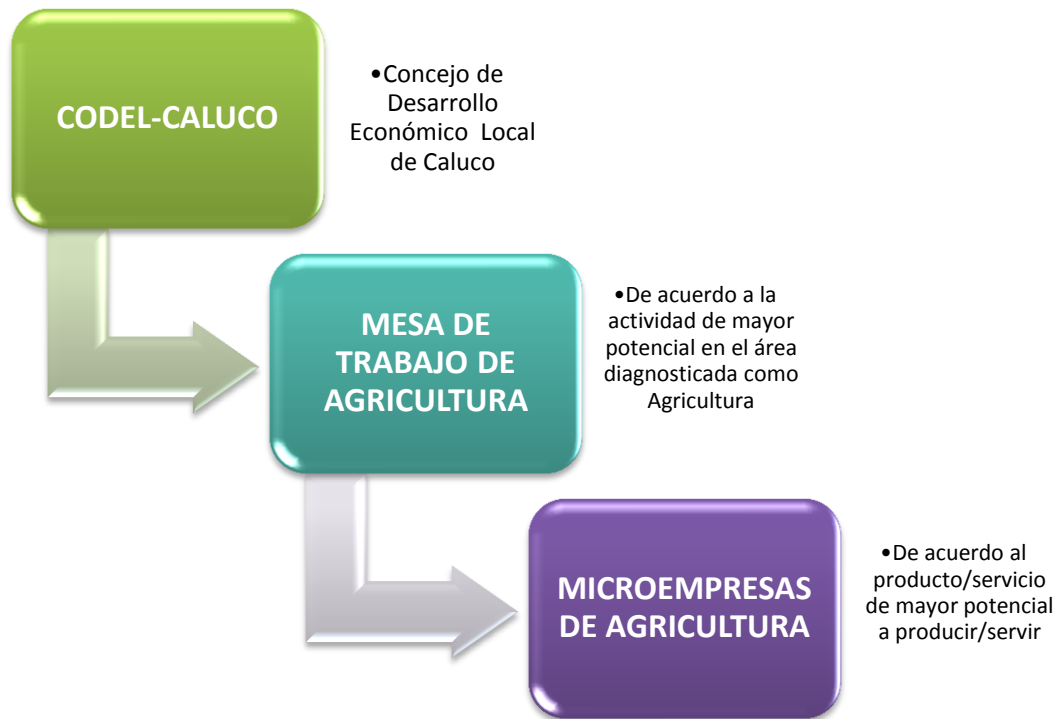 CODEL-CALUCO
•Concejo de
Desarrollo
Económico Local
de Caluco
MESA DE
TRABAJO DE
AGRICULTURA
•De acuerdo a la
actividad de mayor
potencial en el área
diagnosticada como
Agricultura
MICROEMPRESAS
DE AGRICULTURA
•De acuerdo al
producto/servicio
de mayor potencial
a producir/servir